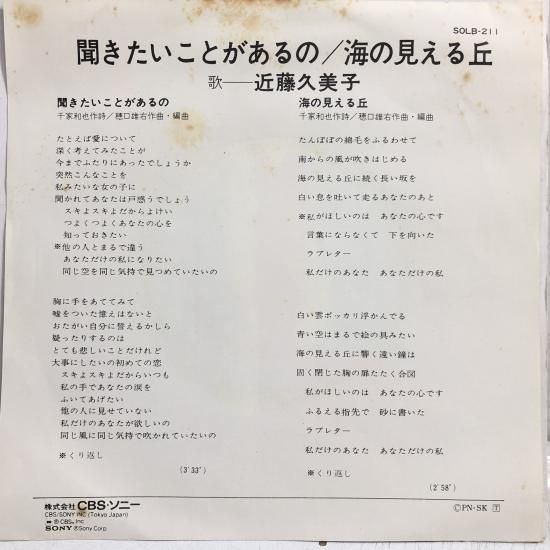 SOLB-211
聞きたいことがあるの/海の見える丘
歌──近藤久美子
聞きたいことがあるの
千家和也作詩/穂口雄右作曲・編曲
たとえば愛について
深く考えてみたことが
今までふたりにあったでしょうか
突然こんなことを
私みたいな女の子に
聞かれてあなたは戸惑うでしょう
スキよスキよだからよけい
つよくつよくあなたの心を
知っておきたい
※他の人とまるで違う
あなただけの私になりたい
同じ空を同じ気持で見つめていたいの
胸に手をあててみて
嘘をついた憶えはないと
おたがい自分に誓えるかしら
疑ったりするのは
とても悲しいことだけれど
大事にしたいの初めての恋
スキよスキよだからいつも
私の手であなたの涙を
ふいてあげたい
他の人に見せていない
私だけのあなたが欲しいの
同じ風に同じ気持で吹かれていたいの
※くり返し
(3′33″)
海の見える丘
千家和也作詩/穂口雄右作曲・編曲
たんぽぽの綿毛をふるわせて
南からの風が吹きはじめる
海の見える丘に続く長い坂を
白い息を吐いて走るあなたのあと
※私がほしいのは あなたの心です
言葉にならなくて 下を向いた
ラブレター
私だけのあなた あなただけの私
白い雲ポッカリ浮かんでる
青い空はまるで絵の具みたい
海の見える丘に響く遠い鐘は
固く閉じた胸の扉たたく合図
私がほしいのは あなたの心です
ふるえる指先で 砂に書いた
ラブレター
私だけのあなた あなただけの私
※くり返し
(2′58″)
株式会社 CBS・ソニー
CBS/SONY INC (Tokyo Japan)
℗ ®CBS, Inc
SONY ®Sony Corp
©PN・SK T